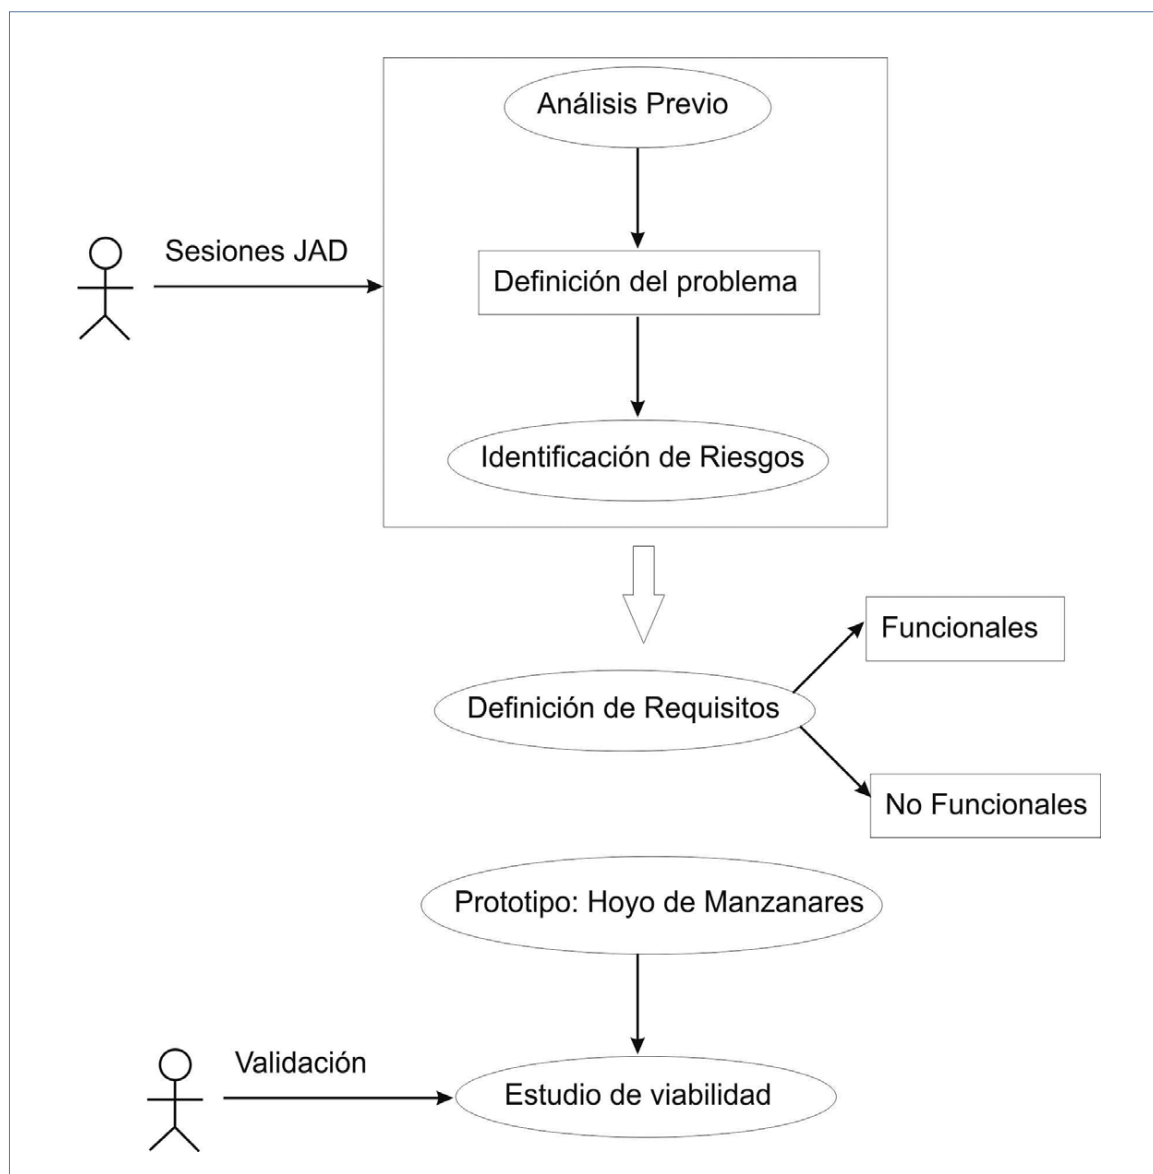 Análisis Previo
Sesiones JAD
Definición del problema
Identificación de Riesgos
Funcionales
Definición de Requisitos
No Funcionales
Prototipo: Hoyo de Manzanares
Validación
Estudio de viabilidad